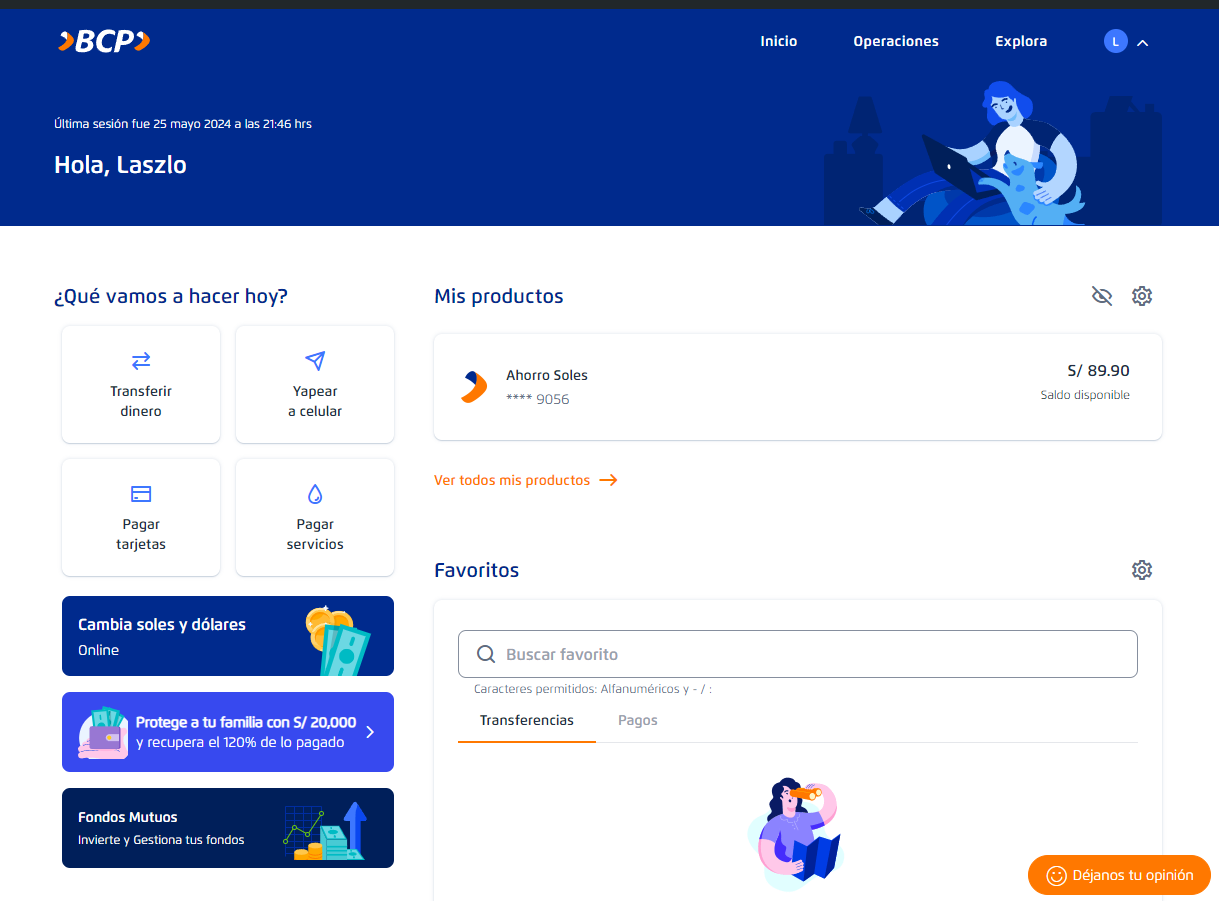 BCP
Inicio
Operaciones
Explora
L
Última sesión fue 25 mayo 2024 a las 21:46 hrs
Hola, Laszlo
¿Qué vamos a hacer hoy?
Transferir
dinero
Yapear
a celular
Pagar
tarjetas
Pagar
servicios
Cambia soles y dólares
Online
Protege a tu familia con S/ 20,000
y recupera el 120% de lo pagado
Fondos Mutuos
Invierte y Gestiona tus fondos
Mis productos
Ahorro Soles
**** 9056
S/ 89.90
Saldo disponible
Ver todos mis productos
Favoritos
Buscar favorito
Caracteres permitidos: Alfanuméricos y - / :
Transferencias
Pagos
Déjanos tu opinión